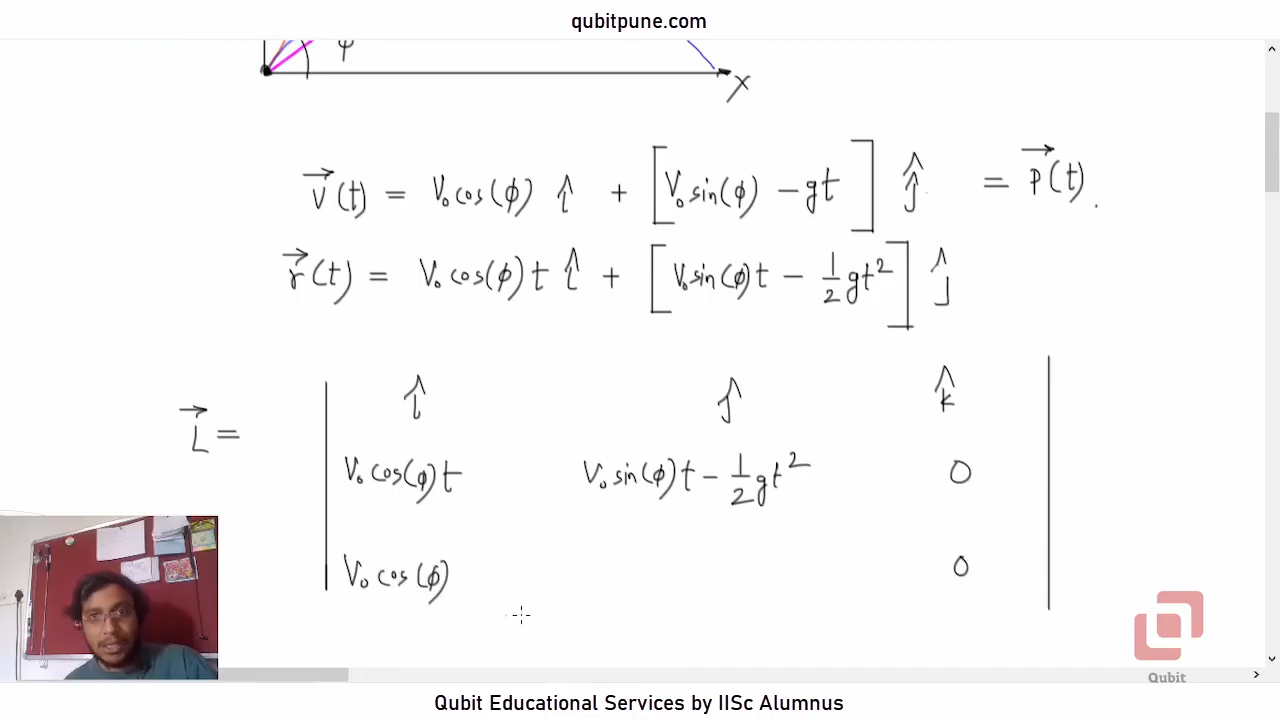 qubitpune.com
φ
X
v⃗(t) = V₀cos(φ) î + [V₀sin(φ) − gt] ĵ = p⃗(t).
r⃗(t) = V₀cos(φ)t î + [V₀sin(φ)t − ½gt²] ĵ
î ĵ k̂
L⃗ =
V₀cos(φ)t V₀sin(φ)t − ½gt² 0
V₀cos(φ) 0
Qubit
Qubit Educational Services by IISc Alumnus